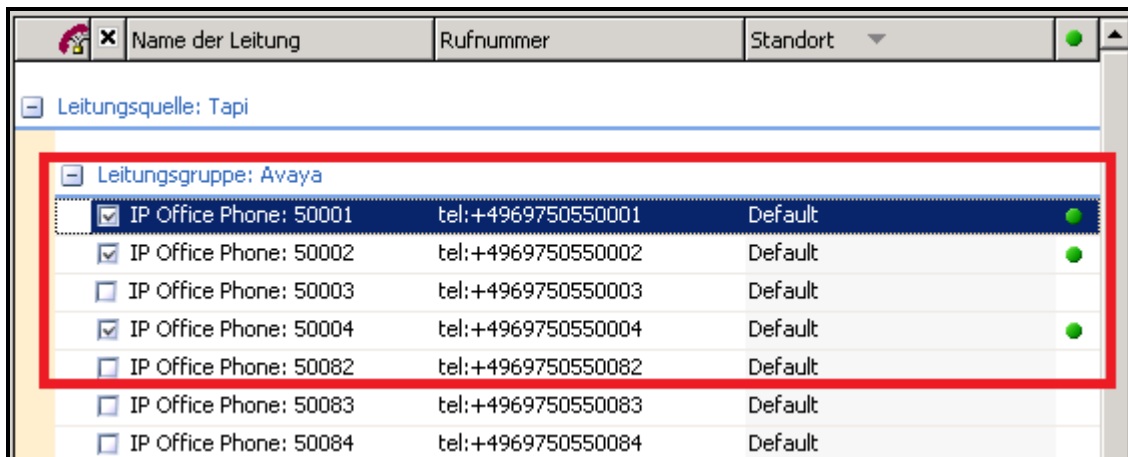 Name der Leitung Rufnummer Standort
Leitungsquelle: Tapi
Leitungsgruppe: Avaya
IP Office Phone: 50001 tel:+4969750550001 Default
IP Office Phone: 50002 tel:+4969750550002 Default
IP Office Phone: 50003 tel:+4969750550003 Default
IP Office Phone: 50004 tel:+4969750550004 Default
IP Office Phone: 50082 tel:+4969750550082 Default
IP Office Phone: 50083 tel:+4969750550083 Default
IP Office Phone: 50084 tel:+4969750550084 Default